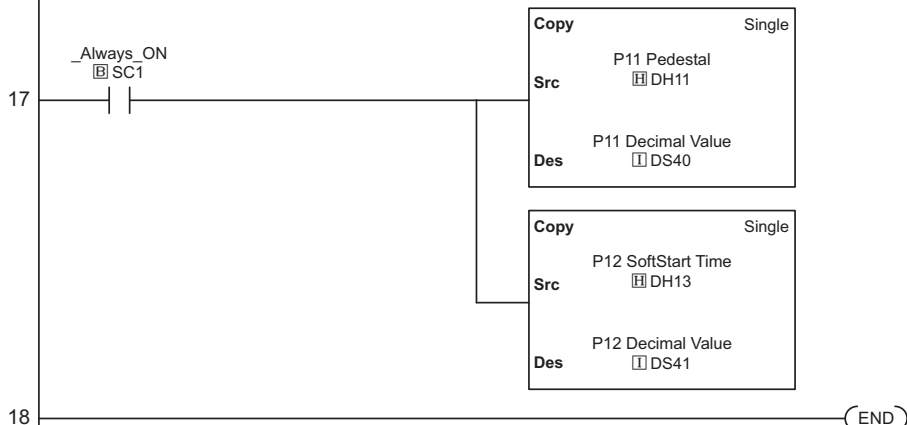 Copy Single
_Always_ON
B SC1
P11 Pedestal
Src H DH11
17
P11 Decimal Value
Des I DS40
Copy Single
P12 SoftStart Time
Src H DH13
P12 Decimal Value
Des I DS41
18 END